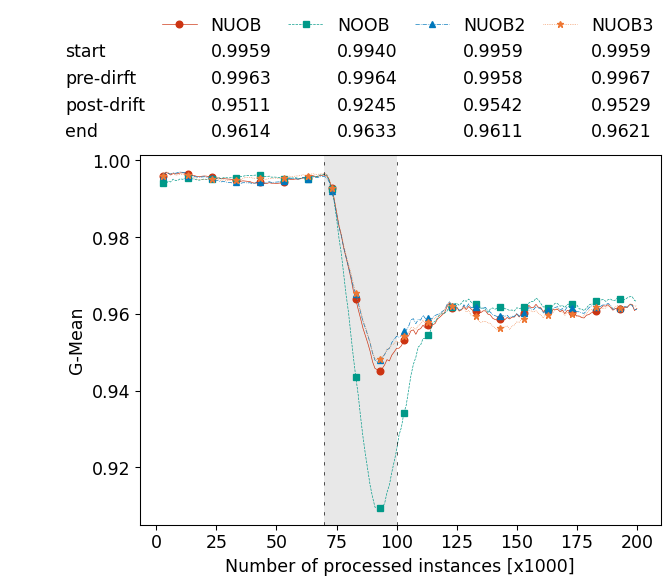 NUOB NOOB NUOB2 NUOB3
start 0.9959 0.9940 0.9959 0.9959
pre-dirft 0.9963 0.9964 0.9958 0.9967
post-drift 0.9511 0.9245 0.9542 0.9529
end 0.9614 0.9633 0.9611 0.9621
1.00
0.98
0.96
0.94
0.92
G-Mean
0 25 50 75 100 125 150 175 200
Number of processed instances [x1000]